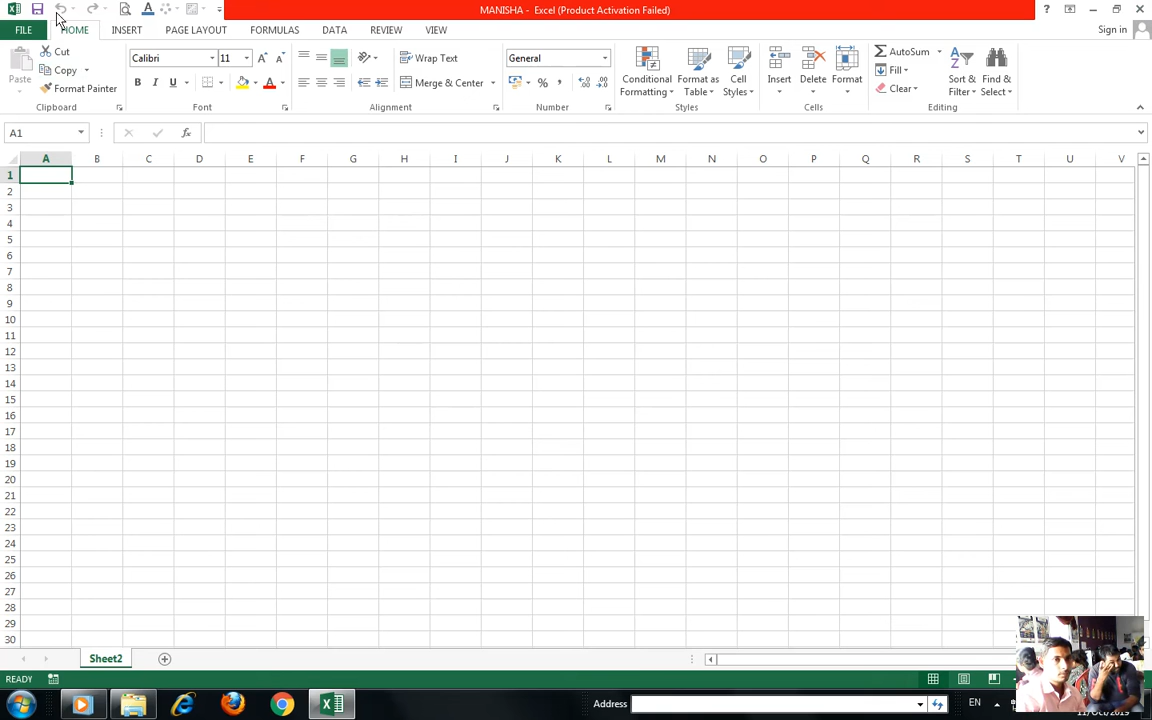 MANISHA - Excel (Product Activation Failed)
?
FILE HOME INSERT PAGE LAYOUT FORMULAS DATA REVIEW VIEW
Sign in
Paste
Cut
Copy
Format Painter
Clipboard
Calibri 11
B I U
Font
Wrap Text
Merge & Center
Alignment
General
%
Number
Conditional Formatting
Format as Table
Cell Styles
Styles
Insert
Delete
Format
Cells
AutoSum
Fill
Clear
Sort & Filter
Find & Select
Editing
A1
fx
A B C D E F G H I J K L M N O P Q R S T U V
1
2
3
4
5
6
7
8
9
10
11
12
13
14
15
16
17
18
19
20
21
22
23
24
25
26
27
28
29
30
Sheet2
READY
Address
EN